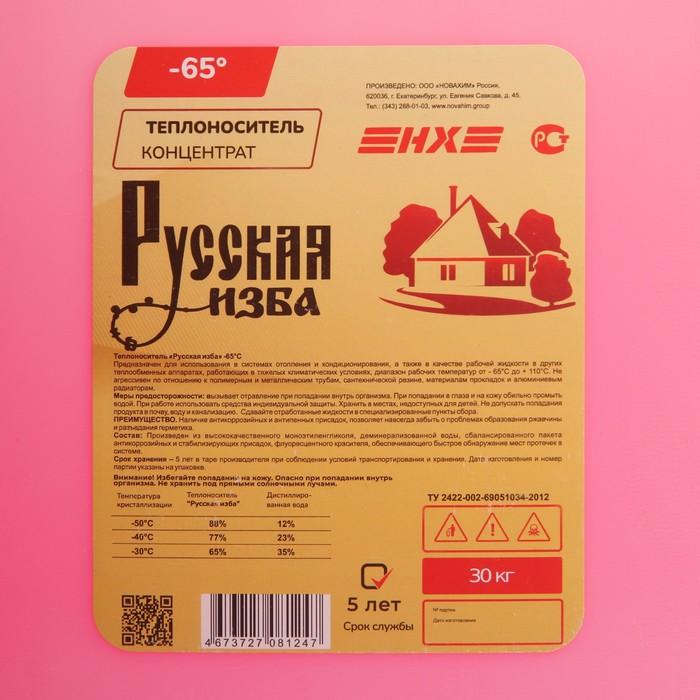 -65°
ПРОИЗВЕДЕНО: ООО «НОВАХИМ» Россия,
620036, г. Екатеринбург, ул. Евгения Савкова, д. 45.
Тел.: (343) 288-01-03, www.novahim.group
ТЕПЛОНОСИТЕЛЬ
КОНЦЕНТРАТ
НХ
РСТ
Русская
изба
Теплоноситель «Русская изба» -65°С
Предназначен для использования в системах отопления и кондиционирования, а также в качестве рабочей жидкости в других
теплообменных аппаратах, работающих в тяжелых климатических условиях, диапазон рабочих температур от - 65°С до + 110°С. Не
агрессивен по отношению к полимерным и металлическим трубам, сантехнической резине, материалам прокладок и алюминиевым
радиаторам.
Меры предосторожности: вызывает отравление при попадании внутрь организма. При попадании в глаза и на кожу обильно промыть
водой. При работе использовать средства индивидуальной защиты. Хранить в местах, недоступных для детей. Не допускать попадания
продукта в почву, воду и канализацию. Сдавайте отработанные жидкости в специализированные пункты сбора.
ПРЕИМУЩЕСТВО. Наличие антикоррозийных и антипенных присадок, позволяет навсегда забыть о проблемах образования ржавчины
и разъедания герметика.
Состав: Произведен из высококачественного моноэтиленгликоля, деминерализованной воды, сбалансированного пакета
антикоррозийных и стабилизирующих присадок, флуоресцентного красителя, обеспечивающего быстрое обнаружение мест протечек в
системе.
Срок хранения – 5 лет в таре производителя при соблюдении условий транспортирования и хранения. Дата изготовления и номер
партии указаны на упаковке.
Внимание! Избегайте попадания на кожу. Опасно при попадании внутрь
организма. Не хранить под прямыми солнечными лучами.
Температура кристаллизации Теплоноситель "Русская изба" Дистиллиро-ванная вода
-50°С 88% 12%
-40°С 77% 23%
-30°С 65% 35%
ТУ 2422-002-69051034-2012
30 кг
5 лет
Срок службы
№ партии
Дата изготовления
4 673727 081247